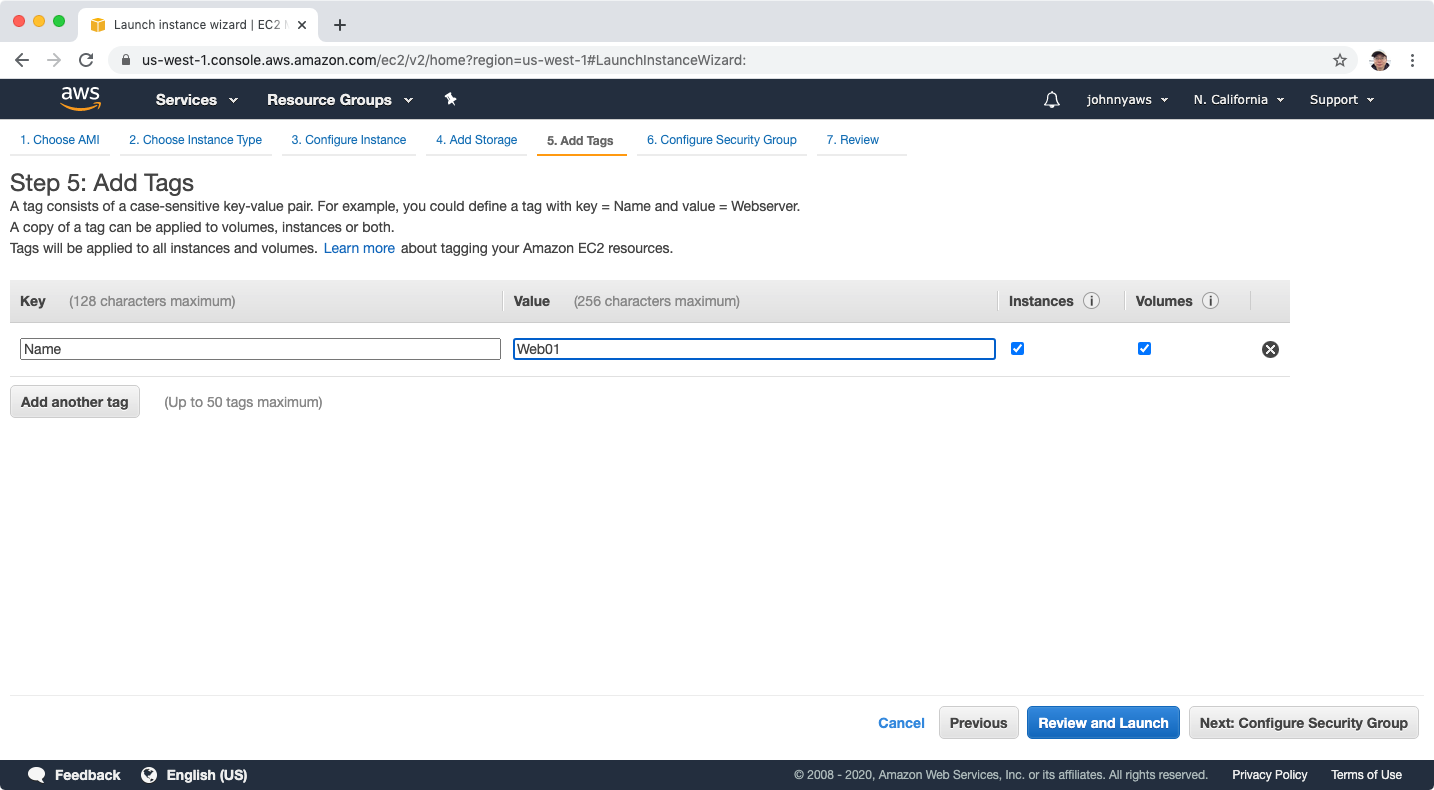 Launch instance wizard | EC2
us-west-1.console.aws.amazon.com/ec2/v2/home?region=us-west-1#LaunchInstanceWizard:
aws Services Resource Groups johnnyaws N. California Support
1. Choose AMI 2. Choose Instance Type 3. Configure Instance 4. Add Storage 5. Add Tags 6. Configure Security Group 7. Review
Step 5: Add Tags
A tag consists of a case-sensitive key-value pair. For example, you could define a tag with key = Name and value = Webserver.
A copy of a tag can be applied to volumes, instances or both.
Tags will be applied to all instances and volumes. Learn more about tagging your Amazon EC2 resources.
Key (128 characters maximum) Value (256 characters maximum) Instances i Volumes i
Name Web01
Add another tag (Up to 50 tags maximum)
Cancel Previous Review and Launch Next: Configure Security Group
Feedback English (US) © 2008 - 2020, Amazon Web Services, Inc. or its affiliates. All rights reserved. Privacy Policy Terms of Use